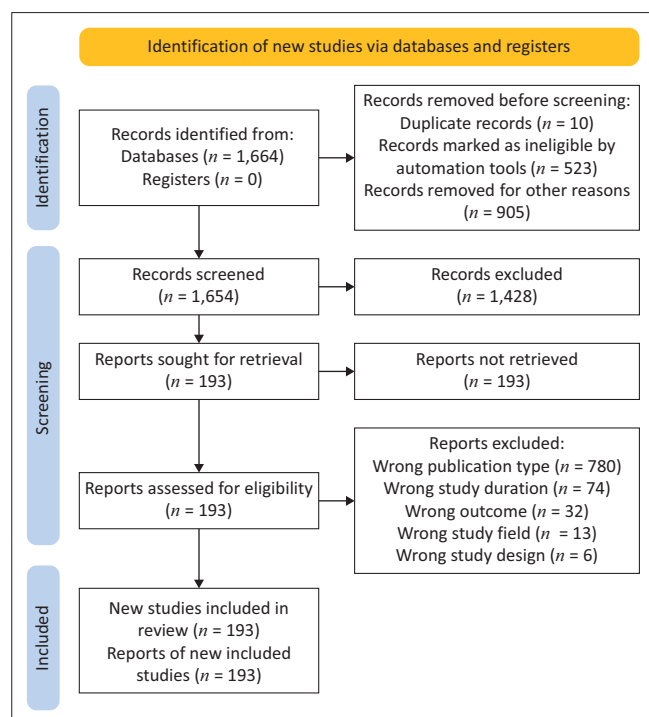 Identification of new studies via databases and registers
Identification
Records identified from:
Databases (n = 1,664)
Registers (n = 0)
Records removed before screening:
Duplicate records (n = 10)
Records marked as ineligible by
automation tools (n = 523)
Records removed for other reasons
(n = 905)
Screening
Records screened
(n = 1,654)
Records excluded
(n = 1,428)
Reports sought for retrieval
(n = 193)
Reports not retrieved
(n = 193)
Reports assessed for eligibility
(n = 193)
Reports excluded:
Wrong publication type (n = 780)
Wrong study duration (n = 74)
Wrong outcome (n = 32)
Wrong study field (n = 13)
Wrong study design (n = 6)
Included
New studies included in
review (n = 193)
Reports of new included
studies (n = 193)